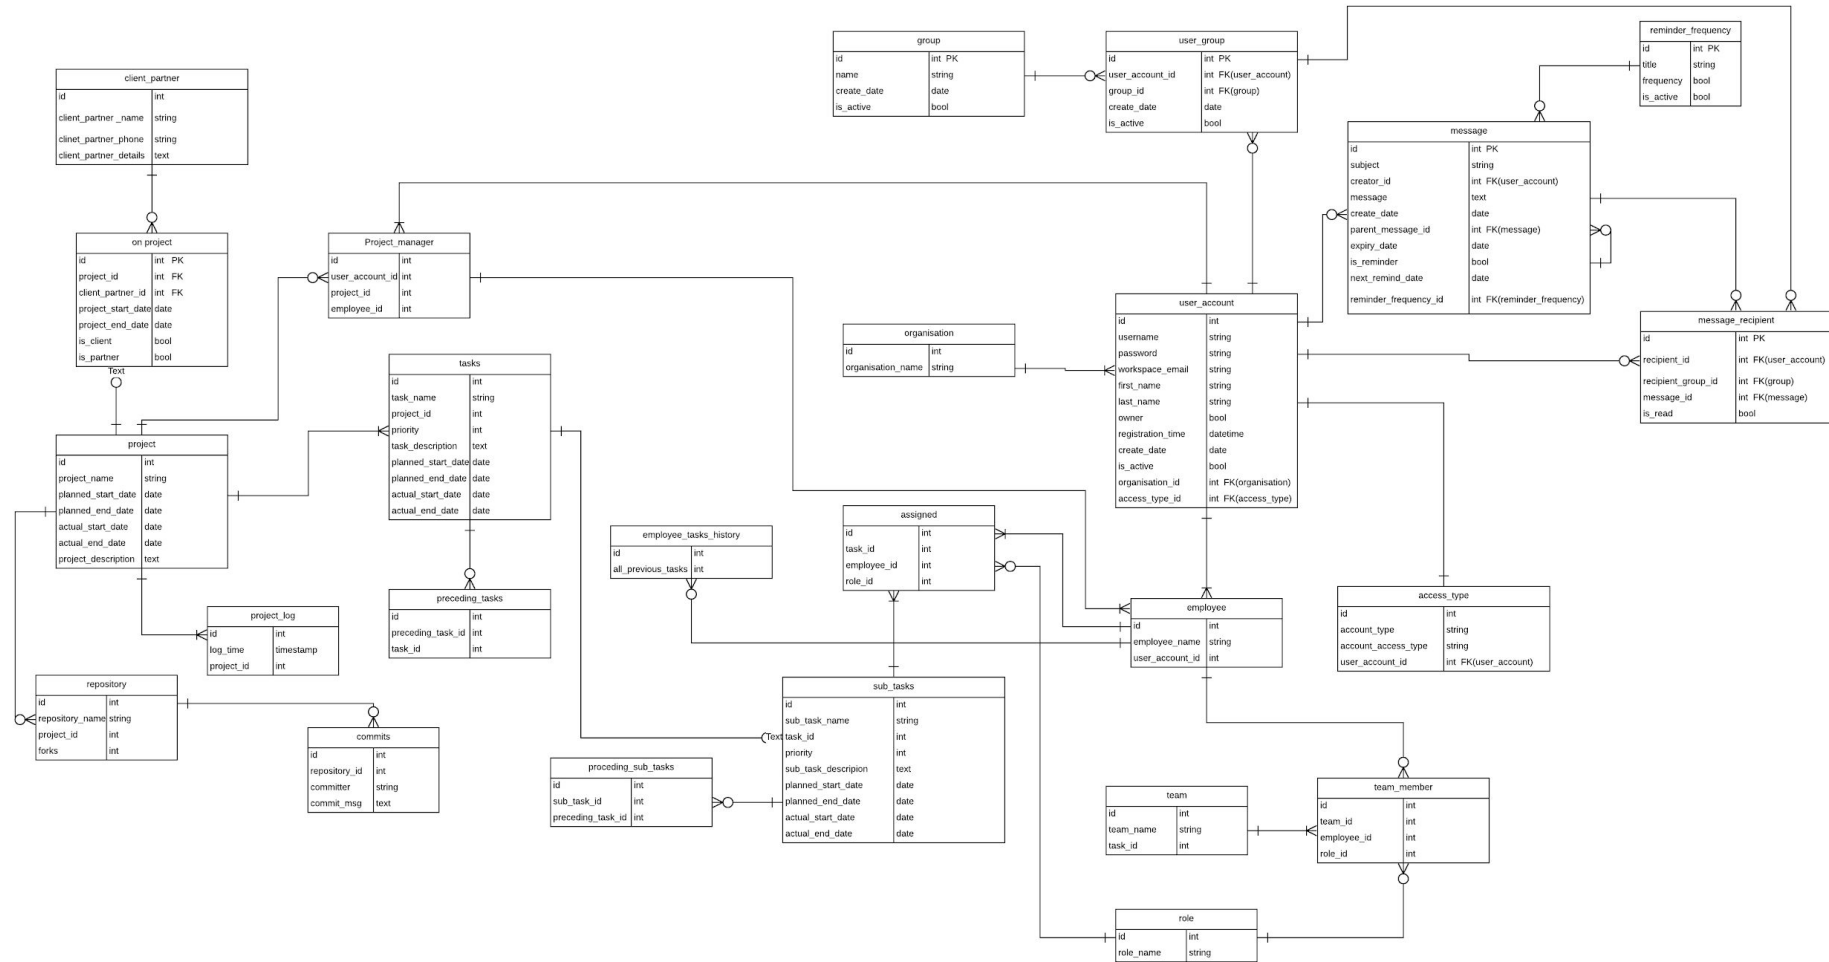 client_partner
id int
client_partner _name string
clinet_partner_phone string
client_partner_details text
on project
id int PK
project_id int FK
client_partner_id int FK
project_start_date date
project_end_date date
is_client bool
is_partner bool
Text
project
id int
project_name string
planned_start_date date
planned_end_date date
actual_start_date date
actual_end_date date
project_description text
project_log
id int
log_time timestamp
project_id int
repository
id int
repository_name string
project_id int
forks int
commits
id int
repository_id int
committer string
commit_msg text
Project_manager
id int
user_account_id int
project_id int
employee_id int
tasks
id int
task_name string
project_id int
priority int
task_description text
planned_start_date date
planned_end_date date
actual_start_date date
actual_end_date date
preceding_tasks
id int
preceding_task_id int
task_id int
employee_tasks_history
id int
all_previous_tasks int
proceding_sub_tasks
id int
sub_task_id int
preceding_task_id int
group
id int PK
name string
create_date date
is_active bool
organisation
id int
organisation_name string
assigned
id int
task_id int
employee_id int
role_id int
sub_tasks
id int
sub_task_name string
Text
task_id int
priority int
sub_task_descripion text
planned_start_date date
planned_end_date date
actual_start_date date
actual_end_date date
user_group
id int PK
user_account_id int FK(user_account)
group_id int FK(group)
create_date date
is_active bool
user_account
id int
username string
password string
workspace_email string
first_name string
last_name string
owner bool
registration_time datetime
create_date date
is_active bool
organisation_id int FK(organisation)
access_type_id int FK(access_type)
employee
id int
employee_name string
user_account_id int
team
id int
team_name string
task_id int
role
id int
role_name string
reminder_frequency
id int PK
title string
frequency bool
is_active bool
message
id int PK
subject string
creator_id int FK(user_account)
message text
create_date date
parent_message_id int FK(message)
expiry_date date
is_reminder bool
next_remind_date date
reminder_frequency_id int FK(reminder_frequency)
message_recipient
id int PK
recipient_id int FK(user_account)
recipient_group_id int FK(group)
message_id int FK(message)
is_read bool
access_type
id int
account_type string
account_access_type string
user_account_id int FK(user_account)
team_member
id int
team_id int
employee_id int
role_id int